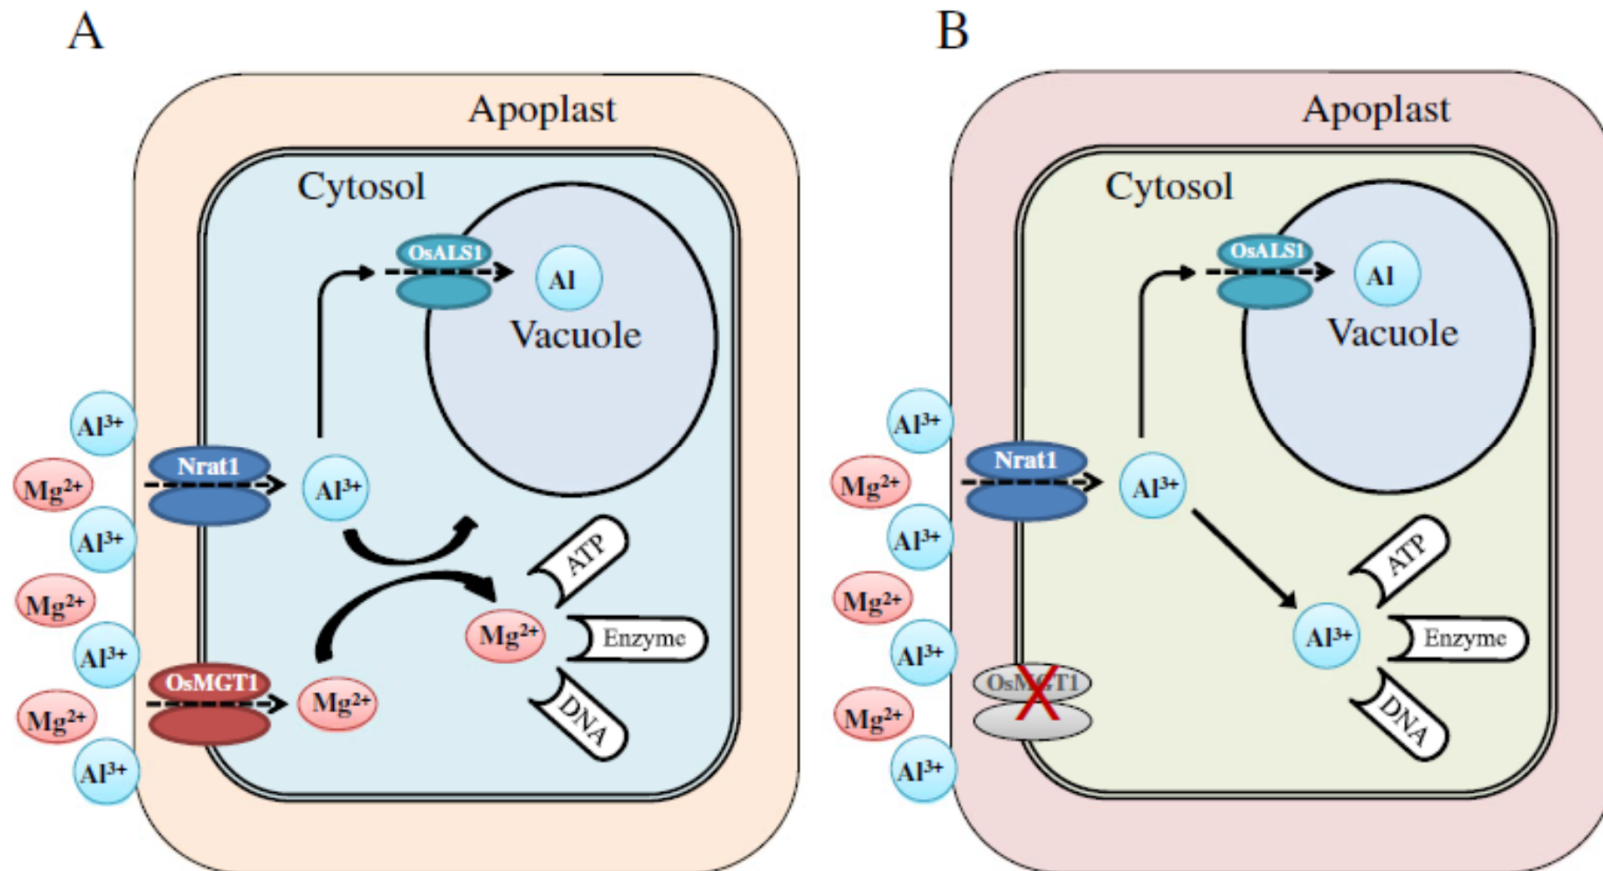 A
Apoplast
Cytosol
OsALS1
Al
Vacuole
Al³⁺
Mg²⁺
Al³⁺
Mg²⁺
Al³⁺
Mg²⁺
Al³⁺
Nrat1
Al³⁺
OsMGT1
Mg²⁺
Mg²⁺
ATP
Enzyme
DNA
B
Apoplast
Cytosol
OsALS1
Al
Vacuole
Al³⁺
Mg²⁺
Al³⁺
Mg²⁺
Al³⁺
Mg²⁺
Al³⁺
Nrat1
Al³⁺
OsMGT1
X
Al³⁺
ATP
Enzyme
DNA